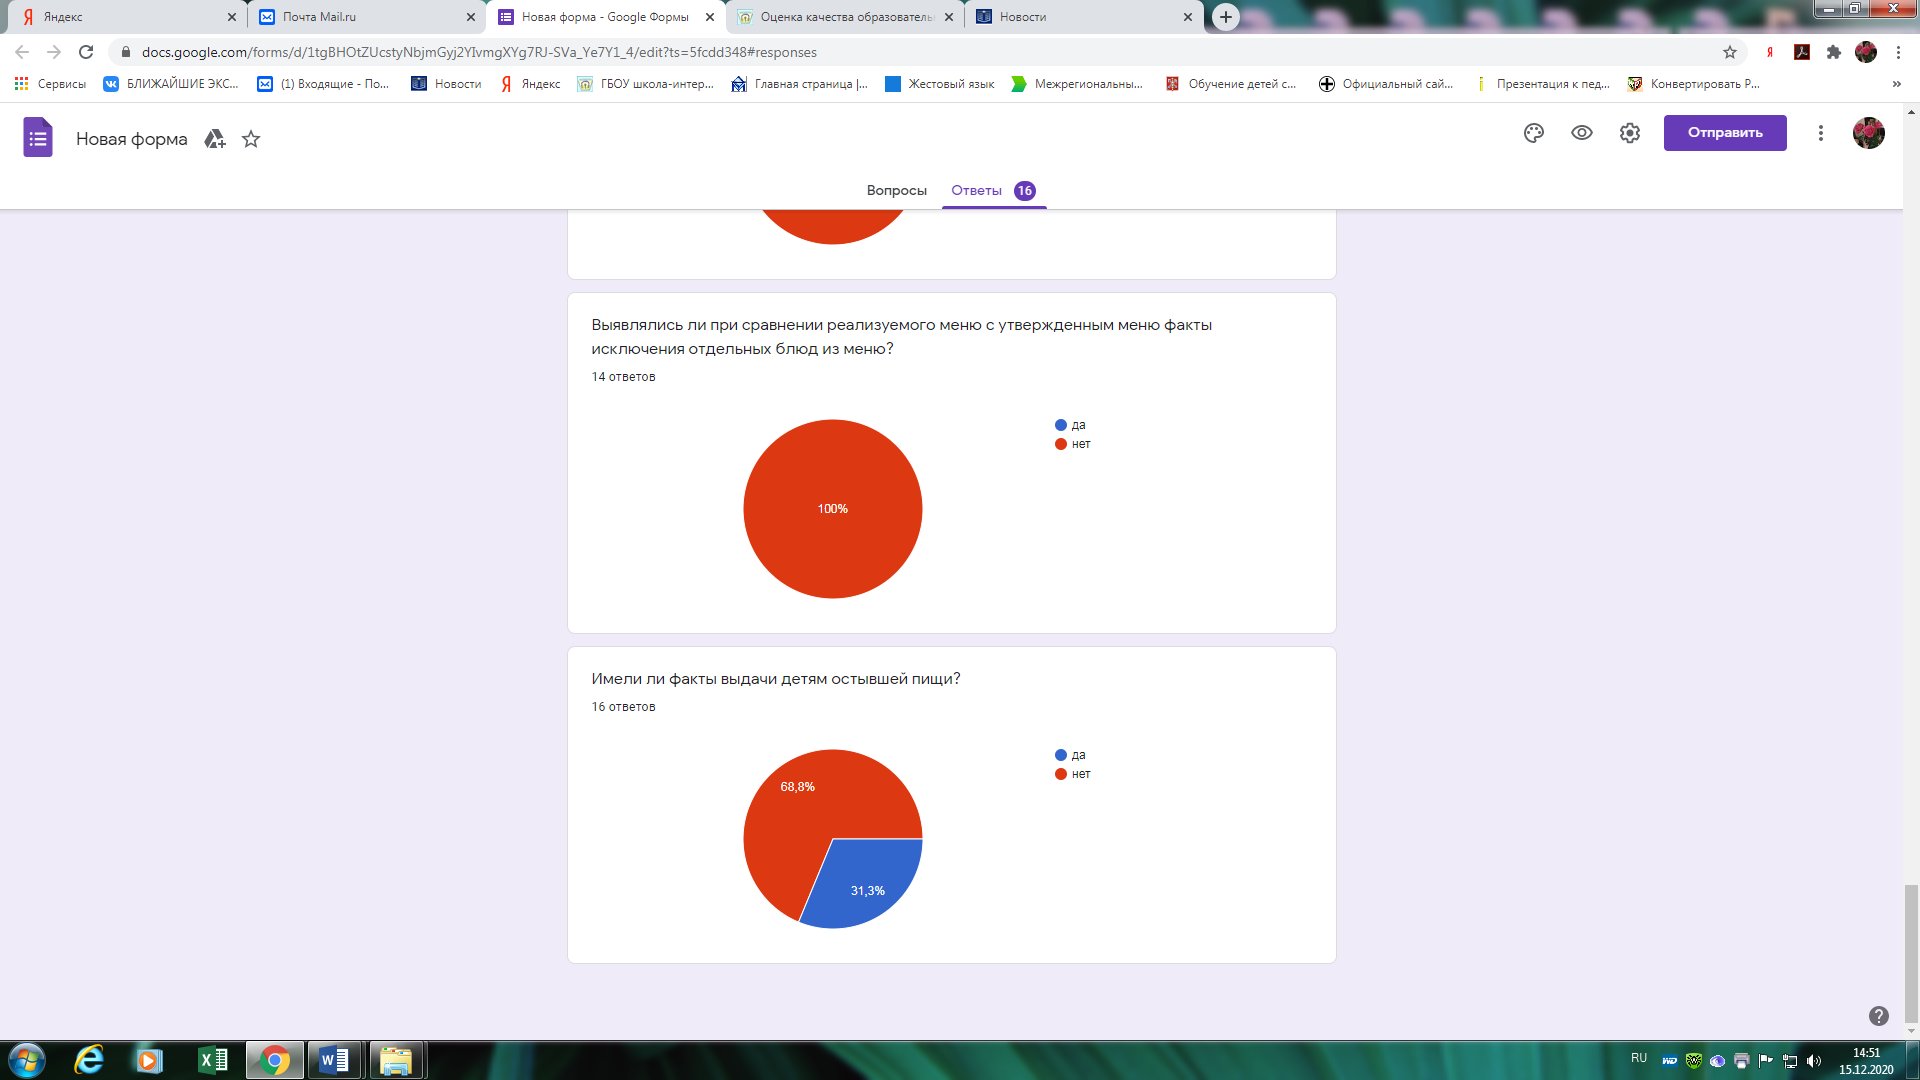 Яндекс
Почта Mail.ru
Новая форма - Google Формы
Оценка качества образователь
Новости
docs.google.com/forms/d/1tgBHOtZUcstyNbjmGyj2YIvmgXYg7RJ-SVa_Ye7Y1_4/edit?ts=5fcdd348#responses
Сервисы
БЛИЖАЙШИЕ ЭКС...
(1) Входящие - По...
Новости
Яндекс
ГБОУ школа-интер...
Главная страница |...
Жестовый язык
Межрегиональны...
Обучение детей с...
Официальный сай...
Презентация к пед...
Конвертировать P...
»
Новая форма
Отправить
Вопросы
Ответы 16
Выявлялись ли при сравнении реализуемого меню с утвержденным меню факты
исключения отдельных блюд из меню?
14 ответов
да
нет
100%
Имели ли факты выдачи детям остывшей пищи?
16 ответов
да
нет
68,8%
31,3%
RU
14:51
15.12.2020